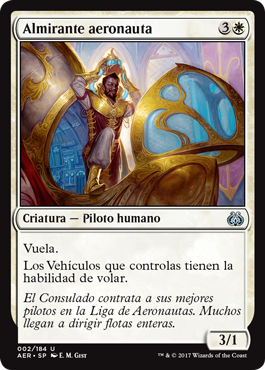 Almirante aeronauta 3
Criatura — Piloto humano
Vuela.
Los Vehículos que controlas tienen la
habilidad de volar.
El Consulado contrata a sus mejores
pilotos en la Liga de Aeronautas. Muchos
llegan a dirigir flotas enteras.
3/1
002/184 U
AER • SP E. M. Gist
™ & © 2017 Wizards of the Coast